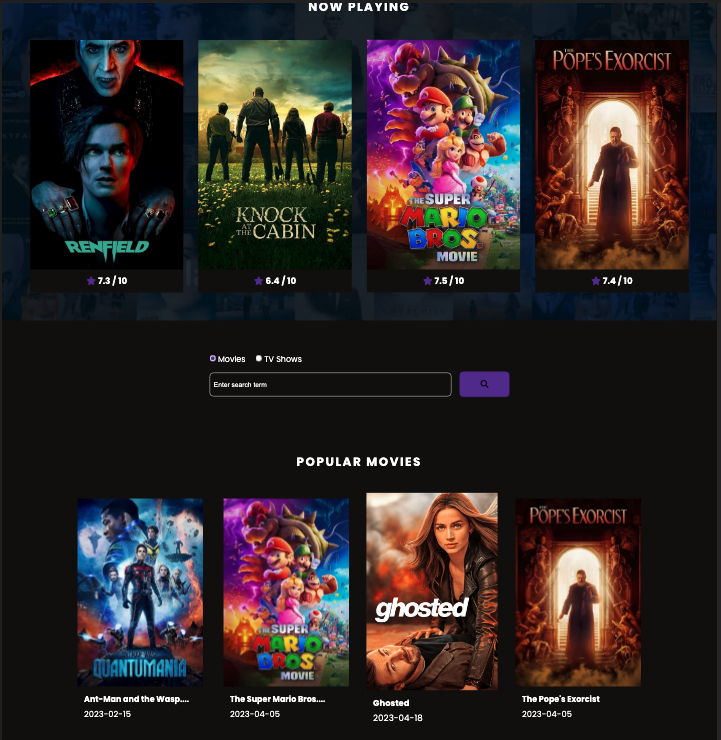 NOW PLAYING
RENFIELD
KNOCK
AT THE CABIN
THE SUPER
MARIO
BROS.
MOVIE
THE
POPE'S EXORCIST
7.3 / 10
6.4 / 10
7.5 / 10
7.4 / 10
Movies TV Shows
Enter search term
POPULAR MOVIES
QUANTUMANIA
THE SUPER
MARIO
BROS.
MOVIE
ghosted
THE
POPE'S EXORCIST
Ant-Man and the Wasp....
2023-02-15
The Super Mario Bros....
2023-04-05
Ghosted
2023-04-18
The Pope's Exorcist
2023-04-05